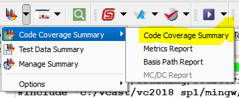 Code Coverage Summary
Code Coverage Summary
Test Data Summary
Metrics Report
Manage Summary
Basis Path Report
MC/DC Report
Options
#include "C:/vcast/vc2018 sp1/mingw